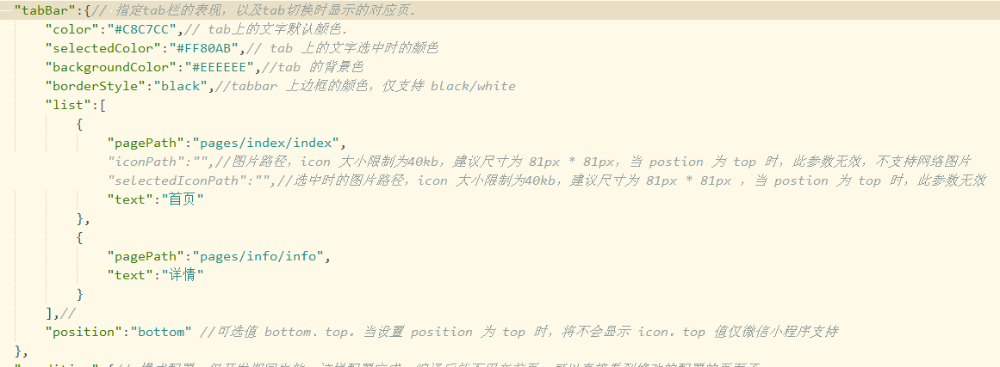 "tabBar":{// 指定tab栏的表现，以及tab切换时显示的对应页.
"color":"#C8C7CC",// tab上的文字默认颜色.
"selectedColor":"#FF80AB",// tab 上的文字选中时的颜色
"backgroundColor":"#EEEEEE",//tab 的背景色
"borderStyle":"black",//tabbar 上边框的颜色，仅支持 black/white
"list":[
{
"pagePath":"pages/index/index",
"iconPath":"",//图片路径，icon 大小限制为40kb，建议尺寸为 81px * 81px，当 postion 为 top 时，此参数无效，不支持网络图片
"selectedIconPath":"",//选中时的图片路径，icon 大小限制为40kb，建议尺寸为 81px * 81px ，当 postion 为 top 时，此参数无效
"text":"首页"
},
{
"pagePath":"pages/info/info",
"text":"详情"
}
],//
"position":"bottom" //可选值 bottom、top。当设置 position 为 top 时，将不会显示 icon。top 值仅微信小程序支持
},